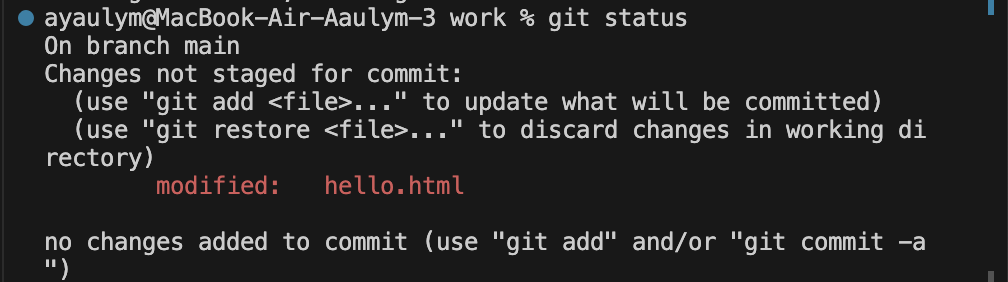 ayaulym@MacBook-Air-Aaulym-3 work % git status
On branch main
Changes not staged for commit:
  (use "git add <file>..." to update what will be committed)
  (use "git restore <file>..." to discard changes in working di
rectory)
        modified:   hello.html

no changes added to commit (use "git add" and/or "git commit -a
")